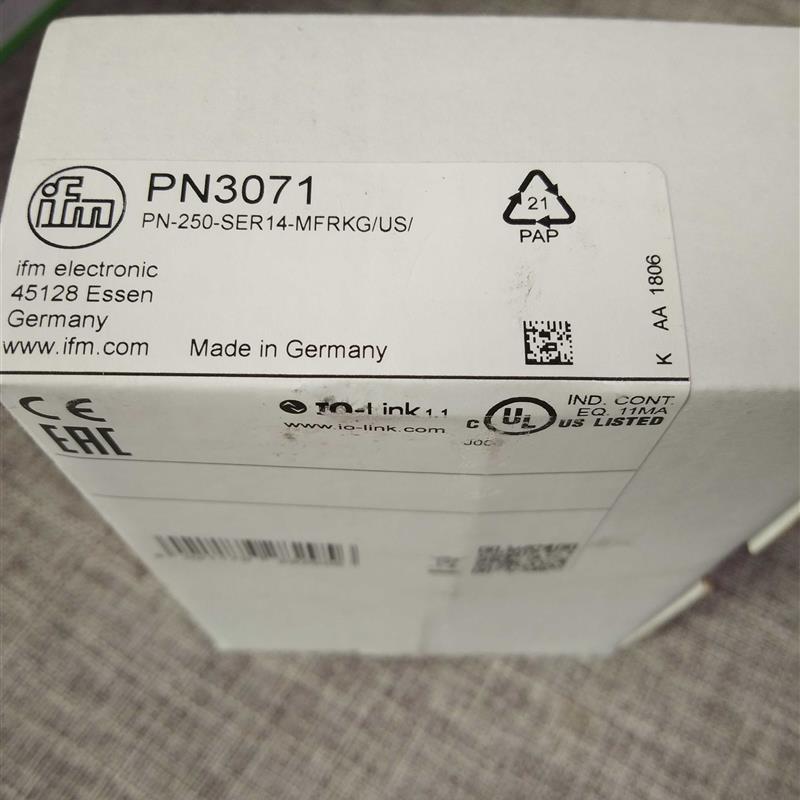 ifm
PN3071
PN-250-SER14-MFRKG/US/
21
PAP
ifm electronic
45128 Essen
Germany
www.ifm.com
Made in Germany
K AA 1806
CE
EAC
IO-Link 1.1
www.io-link.com
c UL US LISTED
IND. CONT.
EQ. 11MA